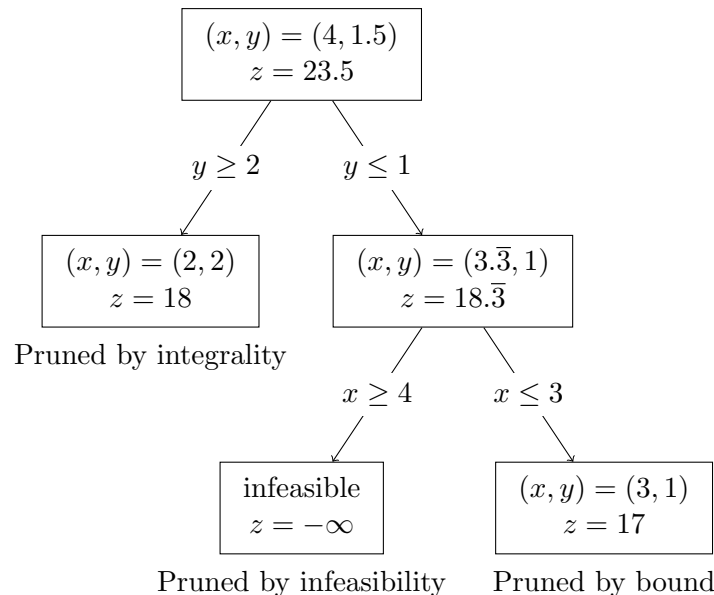 (x, y) = (4, 1.5)
z = 23.5
y ≥ 2
y ≤ 1
(x, y) = (2, 2)
z = 18
Pruned by integrality
(x, y) = (3.3̅, 1)
z = 18.3̅
x ≥ 4
x ≤ 3
infeasible
z = −∞
Pruned by infeasibility
(x, y) = (3, 1)
z = 17
Pruned by bound